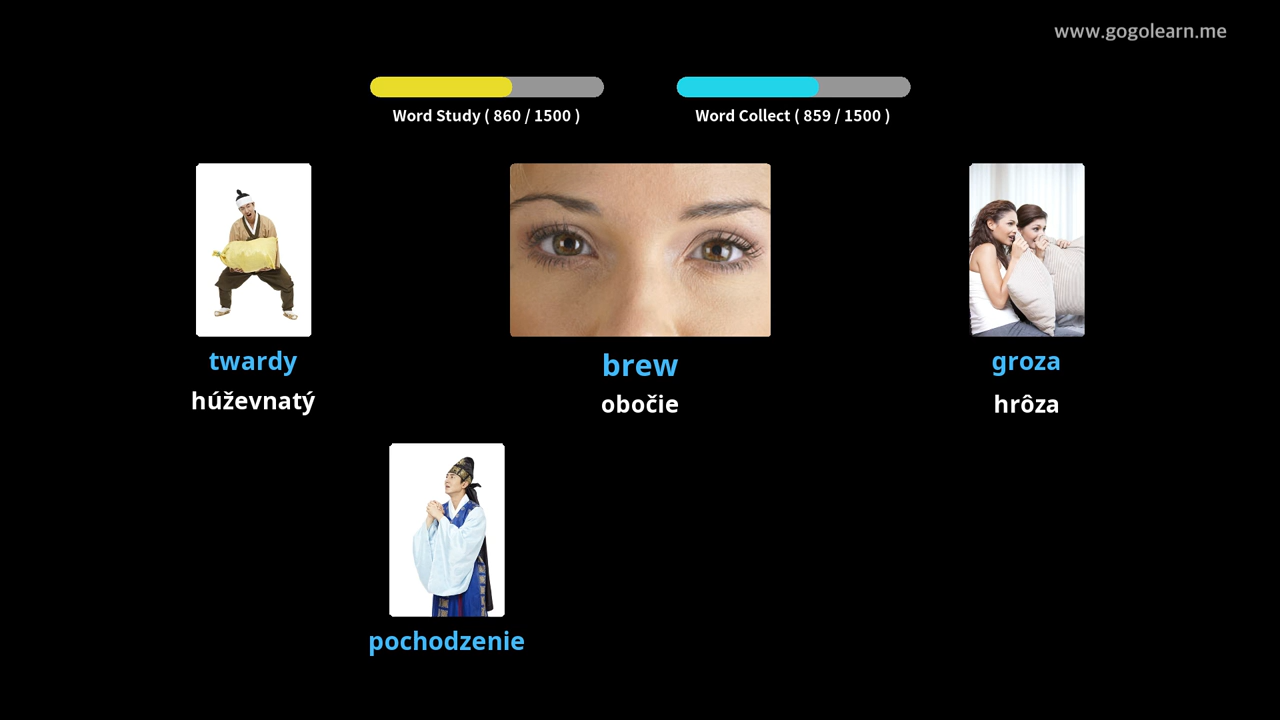 www.gogolearn.me
Word Study ( 860 / 1500 )
Word Collect ( 859 / 1500 )
twardy
brew
groza
húževnatý
obočie
hrôza
pochodzenie